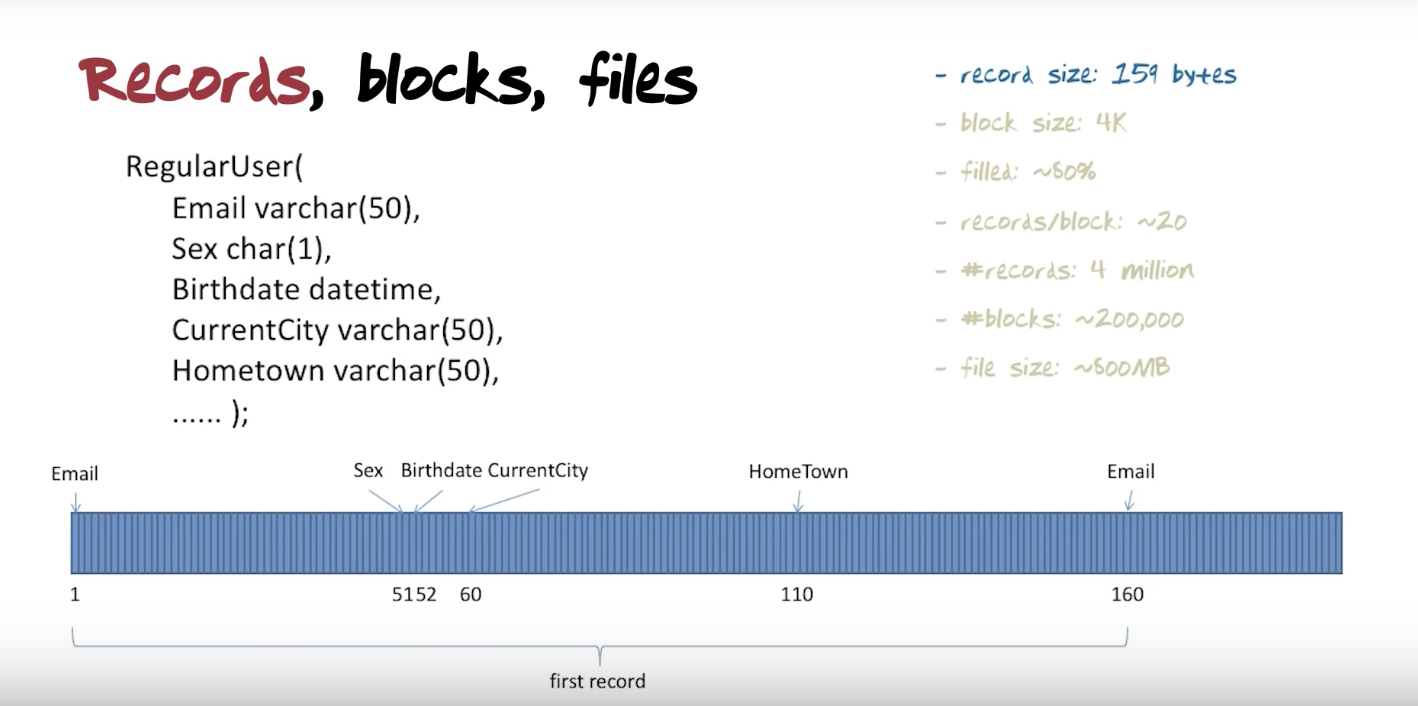 Records, blocks, files
RegularUser(
Email varchar(50),
Sex char(1),
Birthdate datetime,
CurrentCity varchar(50),
Hometown varchar(50),
...... );
- record size: 159 bytes
- block size: 4K
- filled: ~80%
- records/block: ~20
- #records: 4 million
- #blocks: ~200,000
- file size: ~800MB
Email Sex Birthdate CurrentCity HomeTown Email
1 51 52 60 110 160
first record